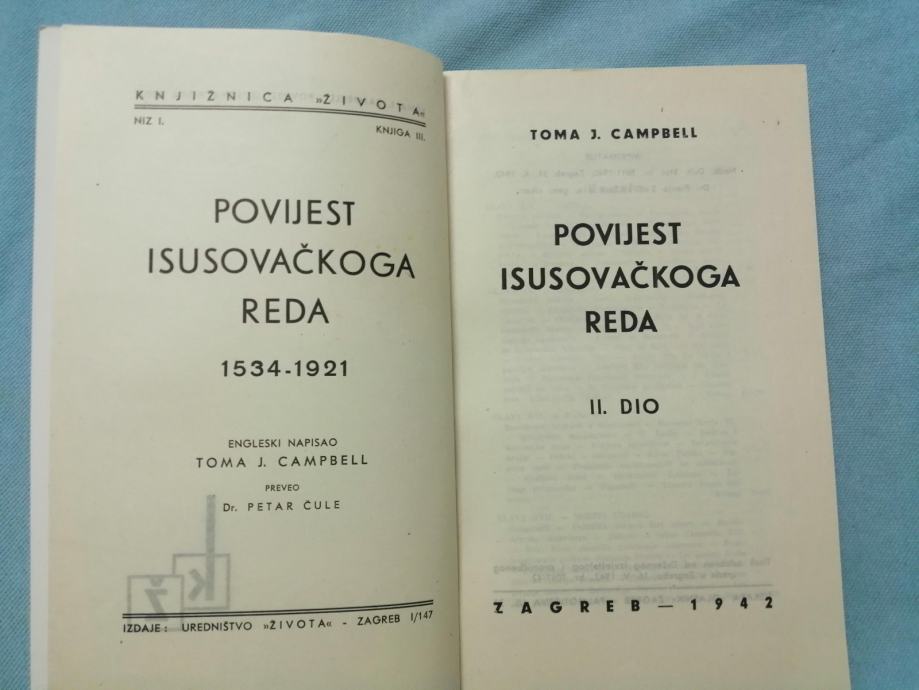 KNJIŽNICA »ŽIVOTA«
NIZ I.
KNJIGA III.
POVIJEST
ISUSOVAČKOGA
REDA
1534-1921
ENGLESKI NAPISAO
TOMA J. CAMPBELL
PREVEO
Dr. PETAR ČULE
IZDAJE: UREDNIŠTVO »ŽIVOTA« - ZAGREB I/147
TOMA J. CAMPBELL
POVIJEST
ISUSOVAČKOGA
REDA
II. DIO
ZAGREB — 1942